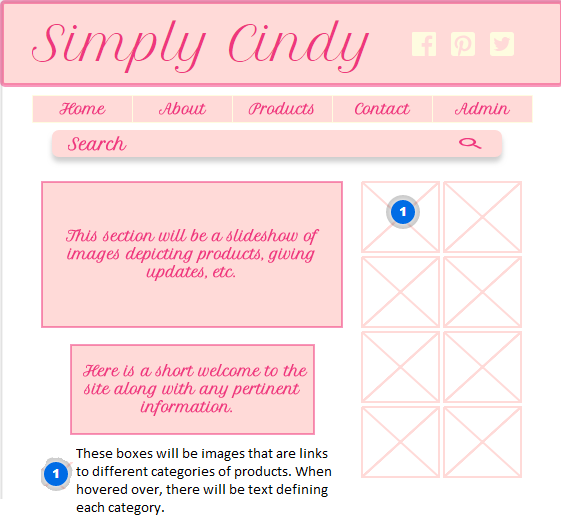 Simply Cindy
Home About Products Contact Admin
Search
This section will be a slideshow of
images depicting products, giving
updates, etc.
1
Here is a short welcome to the
site along with any pertinent
information.
1
These boxes will be images that are links
to different categories of products. When
hovered over, there will be text defining
each category.